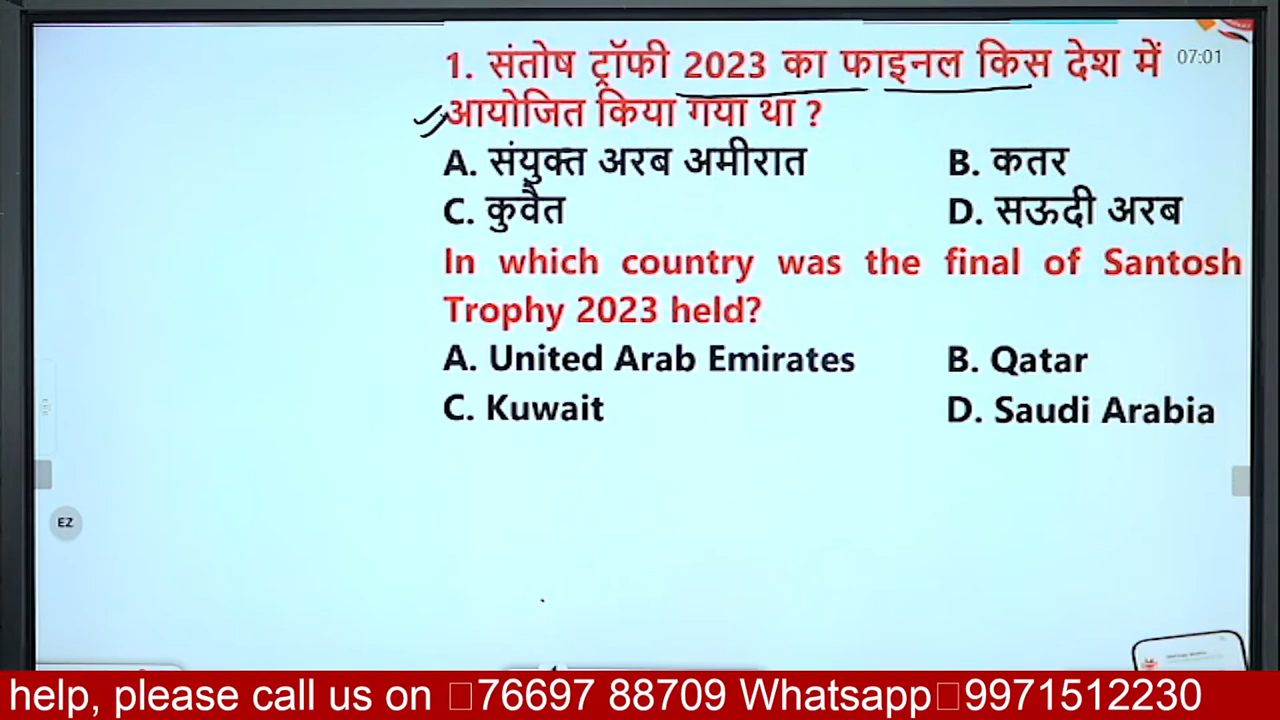 1. संतोष ट्रॉफी 2023 का फाइनल किस देश में
07:01
आयोजित किया गया था ?
A. संयुक्त अरब अमीरात B. कतर
C. कुवैत D. सऊदी अरब
In which country was the final of Santosh
Trophy 2023 held?
A. United Arab Emirates B. Qatar
C. Kuwait D. Saudi Arabia
EZ
help, please call us on 76697 88709 Whatsapp 9971512230